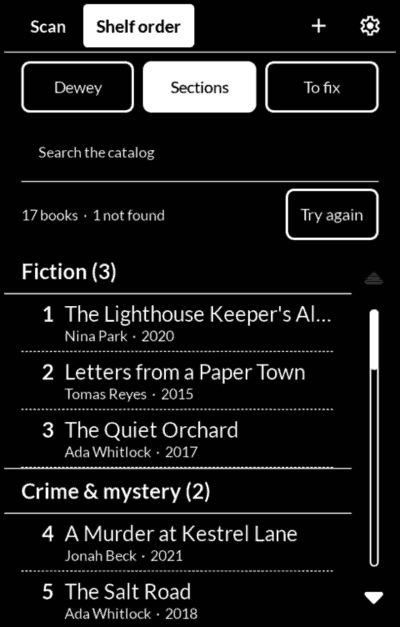 Scan Shelf order +
Dewey Sections To fix
Search the catalog
17 books · 1 not found Try again
Fiction (3)
1 The Lighthouse Keeper's Al...
Nina Park · 2020
2 Letters from a Paper Town
Tomas Reyes · 2015
3 The Quiet Orchard
Ada Whitlock · 2017
Crime & mystery (2)
4 A Murder at Kestrel Lane
Jonah Beck · 2021
5 The Salt Road
Ada Whitlock · 2018